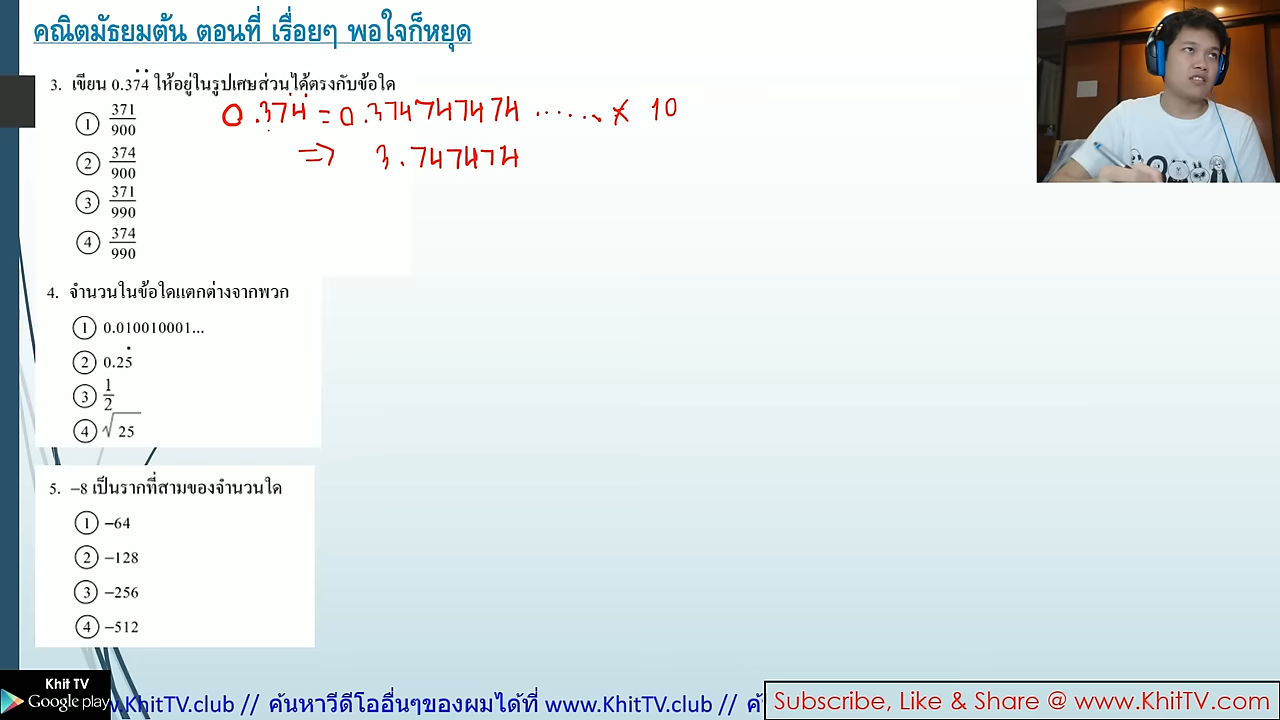 คณิตมัธยมต้น ตอนที่ เรื่อยๆ พอใจก็หยุด
3. เขียน 0.37̇4̇ ให้อยู่ในรูปเศษส่วนได้ตรงกับข้อใด
0.37̇4̇ = 0.374747474 ...... × 10
⇒ 3.747474
① 371/900
② 374/900
③ 371/990
④ 374/990
4. จำนวนในข้อใดแตกต่างจากพวก
① 0.010010001...
② 0.25̇
③ 1/2
④ √25
5. −8 เป็นรากที่สามของจำนวนใด
① −64
② −128
③ −256
④ −512
Khit TV
Google play
.KhitTV.club // ค้นหาวีดีโออื่นๆของผมได้ที่ www.KhitTV.club //
Subscribe, Like & Share @ www.KhitTV.com